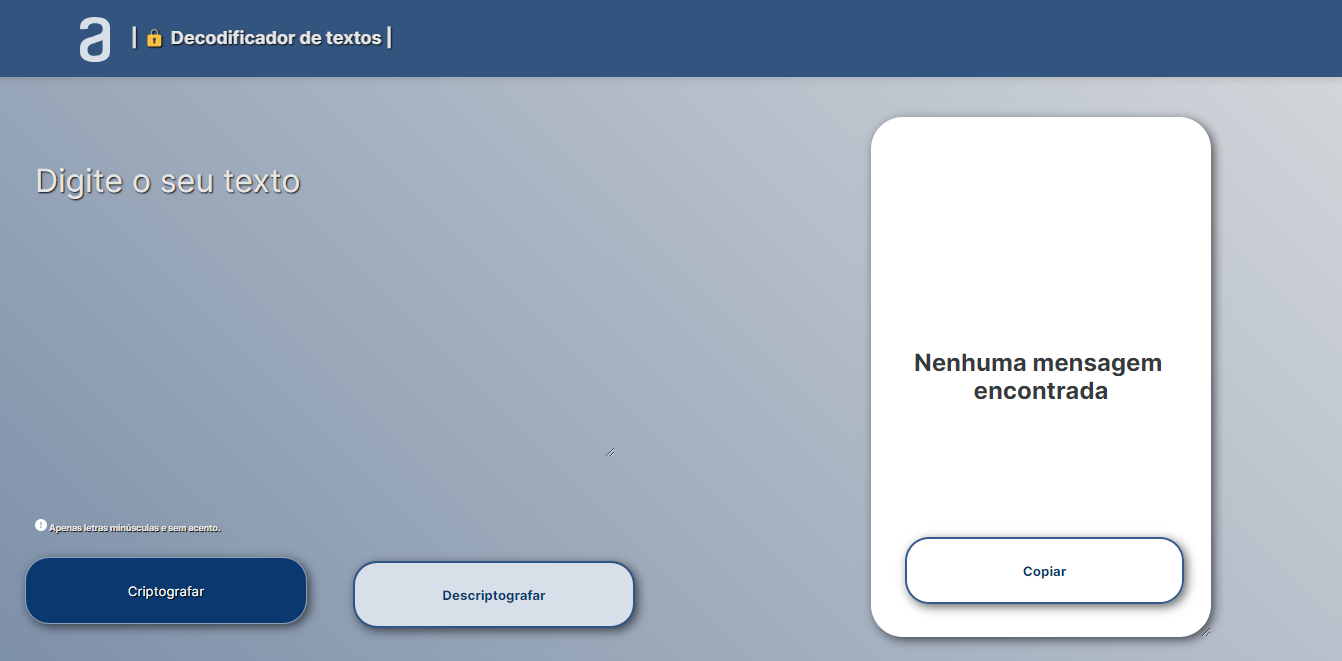 a | 🔒 Decodificador de textos |
Digite o seu texto
Apenas letras minúsculas e sem acento.
Criptografar
Descriptografar
Nenhuma mensagem
encontrada
Copiar